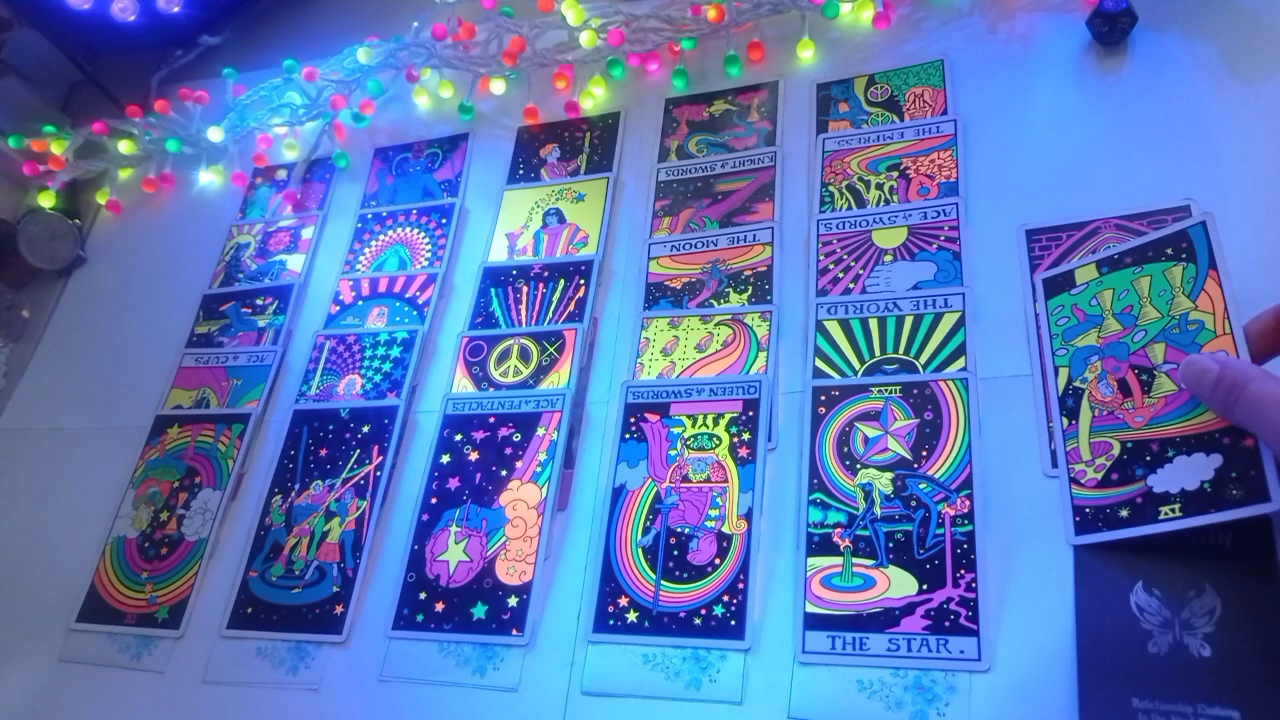 ACE of CUPS.
V
X
ACE of PENTACLES
KNIGHT of SWORDS
THE MOON.
QUEEN of SWORDS.
THE EMPRESS.
ACE of SWORDS.
THE WORLD.
XVII
THE STAR.
IV